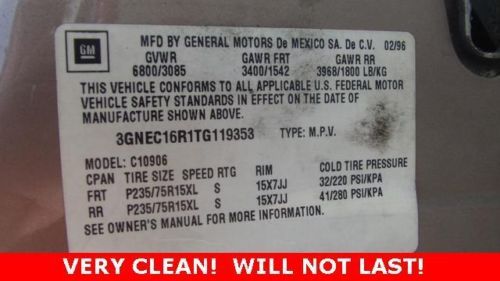 GM
MFD BY GENERAL MOTORS De MEXICO SA. De C.V. 02/96
GVWR GAWR FRT GAWR RR
6800/3085 3400/1542 3968/1800 LB/KG
THIS VEHICLE CONFORMS TO ALL APPLICABLE U.S. FEDERAL MOTOR
VEHICLE SAFETY STANDARDS IN EFFECT ON THE DATE OF
MANUFACTURE SHOWN ABOVE.
3GNEC16R1TG119353 TYPE: M.P.V.
MODEL: C10906
CPAN TIRE SIZE SPEED RTG RIM COLD TIRE PRESSURE
FRT P235/75R15XL S 15X7JJ 32/220 PSI/KPA
RR P235/75R15XL S 15X7JJ 41/280 PSI/KPA
SEE OWNER'S MANUAL FOR MORE INFORMATION.
VERY CLEAN! WILL NOT LAST!